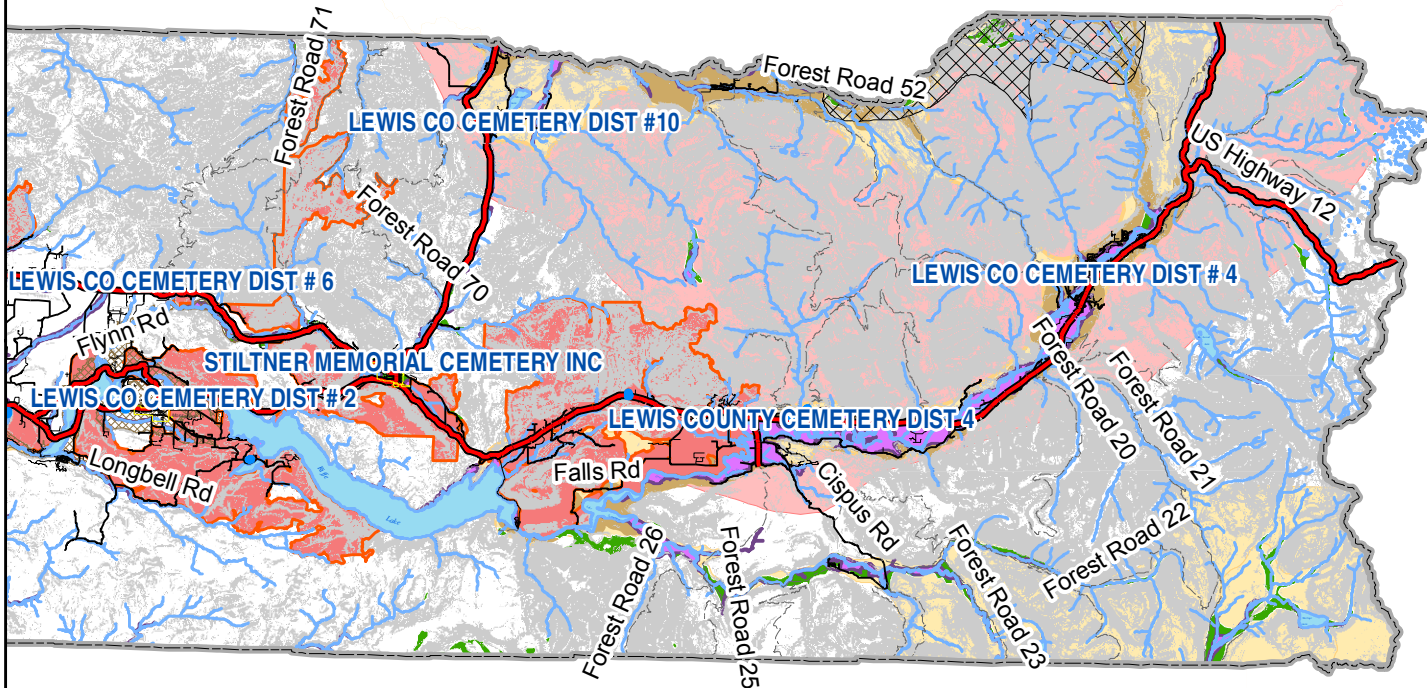 Forest Road 71
Forest Road 52
LEWIS CO CEMETERY DIST #10
US Highway 12
Forest Road 70
LEWIS CO CEMETERY DIST # 6
LEWIS CO CEMETERY DIST # 4
Flynn Rd
STILTNER MEMORIAL CEMETERY INC
LEWIS CO CEMETERY DIST # 2
Forest Road 20
Forest Road 21
LEWIS COUNTY CEMETERY DIST 4
Longbell Rd
Falls Rd
Cispus Rd
Lake
Forest Road 22
Forest Road 26
Forest Road 25
Forest Road 23